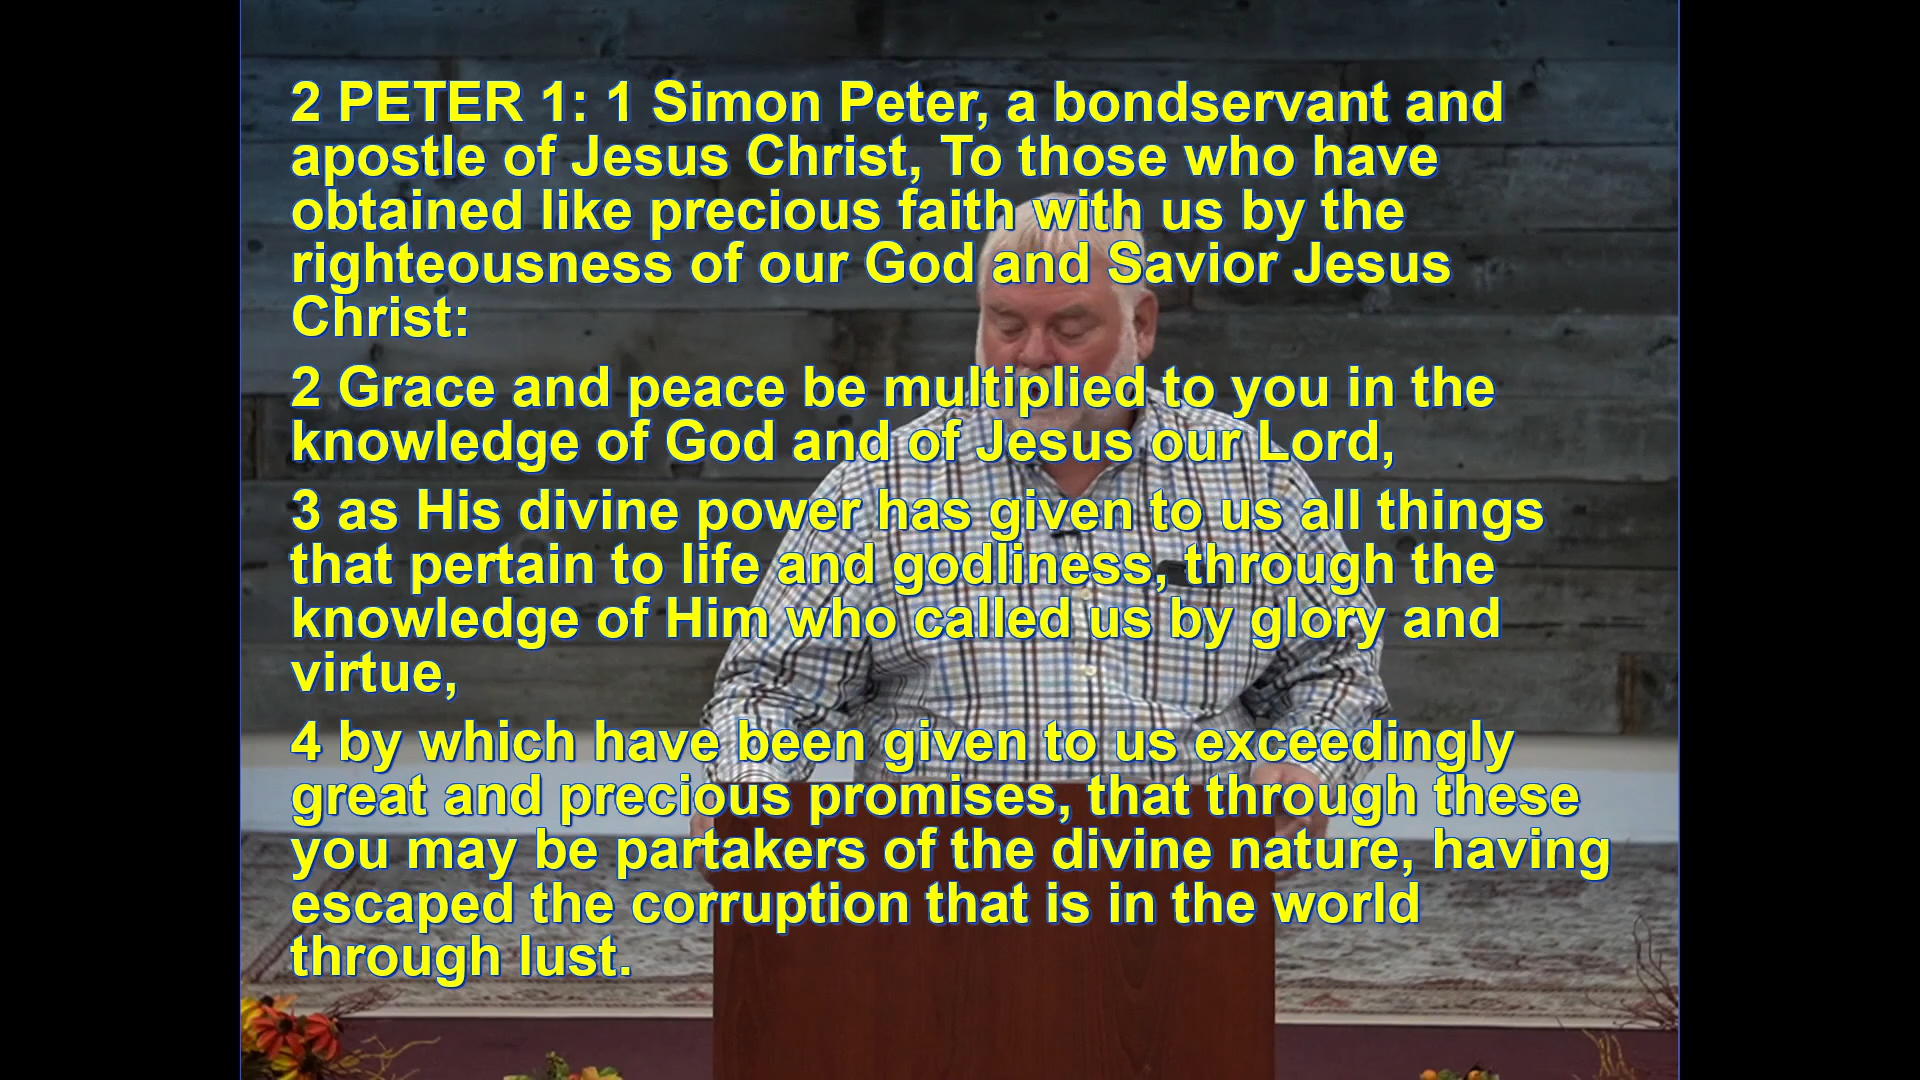 2 PETER 1: 1 Simon Peter, a bondservant and
apostle of Jesus Christ, To those who have
obtained like precious faith with us by the
righteousness of our God and Savior Jesus
Christ:
2 Grace and peace be multiplied to you in the
knowledge of God and of Jesus our Lord,
3 as His divine power has given to us all things
that pertain to life and godliness, through the
knowledge of Him who called us by glory and
virtue,
4 by which have been given to us exceedingly
great and precious promises, that through these
you may be partakers of the divine nature, having
escaped the corruption that is in the world
through lust.